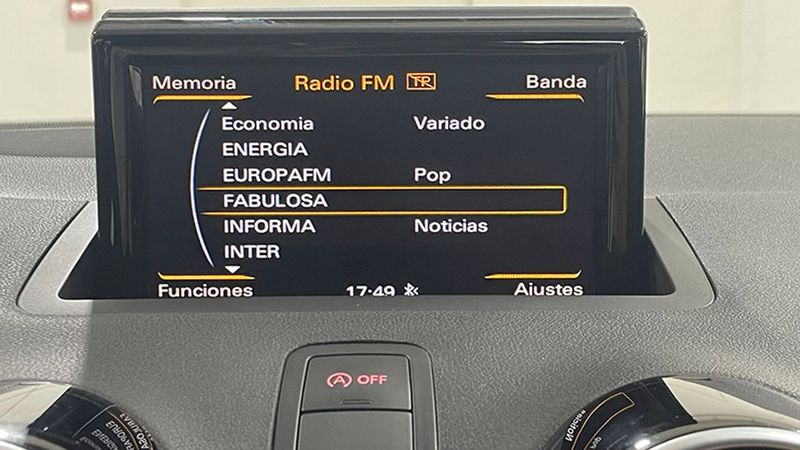 Memoria Radio FM TP Banda
Economia Variado
ENERGIA
EUROPAFM Pop
FABULOSA
INFORMA Noticias
INTER
Funciones 17:49 Ajustes
A OFF